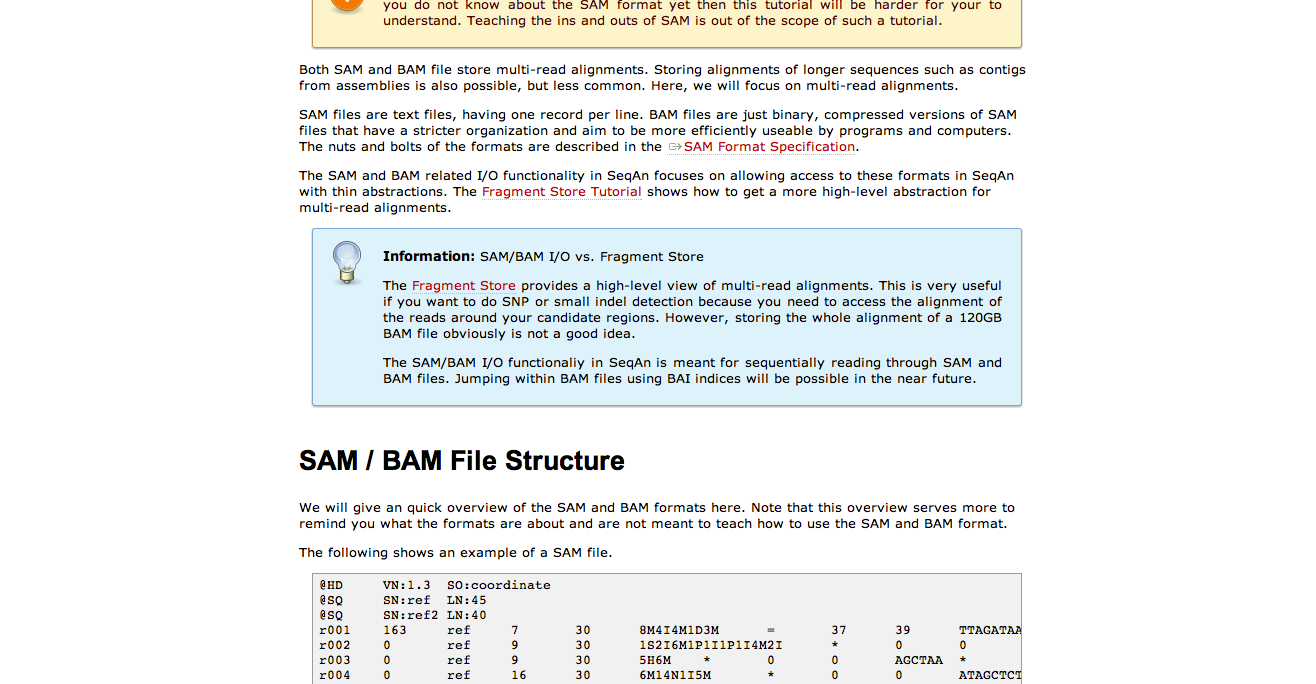 you do not know about the SAM format yet then this tutorial will be harder for your to
understand. Teaching the ins and outs of SAM is out of the scope of such a tutorial.
Both SAM and BAM file store multi-read alignments. Storing alignments of longer sequences such as contigs
from assemblies is also possible, but less common. Here, we will focus on multi-read alignments.
SAM files are text files, having one record per line. BAM files are just binary, compressed versions of SAM
files that have a stricter organization and aim to be more efficiently useable by programs and computers.
The nuts and bolts of the formats are described in the SAM Format Specification.
The SAM and BAM related I/O functionality in SeqAn focuses on allowing access to these formats in SeqAn
with thin abstractions. The Fragment Store Tutorial shows how to get a more high-level abstraction for
multi-read alignments.
Information: SAM/BAM I/O vs. Fragment Store
The Fragment Store provides a high-level view of multi-read alignments. This is very useful
if you want to do SNP or small indel detection because you need to access the alignment of
the reads around your candidate regions. However, storing the whole alignment of a 120GB
BAM file obviously is not a good idea.
The SAM/BAM I/O functionaliy in SeqAn is meant for sequentially reading through SAM and
BAM files. Jumping within BAM files using BAI indices will be possible in the near future.
SAM / BAM File Structure
We will give an quick overview of the SAM and BAM formats here. Note that this overview serves more to
remind you what the formats are about and are not meant to teach how to use the SAM and BAM format.
The following shows an example of a SAM file.
@HD VN:1.3 SO:coordinate
@SQ SN:ref LN:45
@SQ SN:ref2 LN:40
r001 163 ref 7 30 8M4I4M1D3M = 37 39 TTAGATAA
r002 0 ref 9 30 1S2I6M1P1I1P1I4M2I * 0 0
r003 0 ref 9 30 5H6M * 0 0 AGCTAA *
r004 0 ref 16 30 6M14N1I5M * 0 0 ATAGCTCT